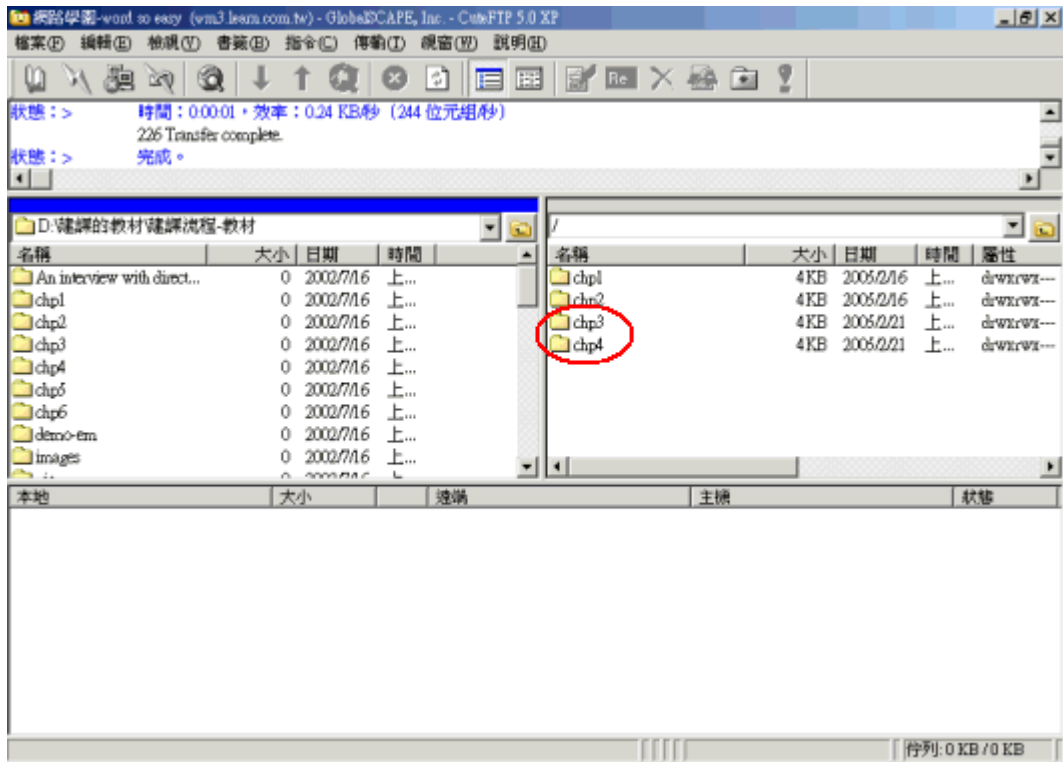 網路學園-word so easy (wm3.learn.com.tw) - GlobalSCAPE, Inc. - CuteFTP 5.0 XP
檔案(F) 編輯(E) 檢視(V) 書籤(B) 指令(C) 傳輸(T) 視窗(W) 說明(H)
Re
狀態:> 時間:0:00:01,效率:0.24 KB/秒 (244 位元組/秒)
226 Transfer complete.
狀態:> 完成。
D:\建課的教材\建課流程-教材 /
名稱 大小 日期 時間 名稱 大小 日期 時間 屬性
An interview with direct... 0 2002/7/16 上... chp1 4KB 2005/2/16 上... drwxrwx---
chp1 0 2002/7/16 上... chp2 4KB 2005/2/16 上... drwxrwx---
chp2 0 2002/7/16 上... chp3 4KB 2005/2/21 上... drwxrwx---
chp3 0 2002/7/16 上... chp4 4KB 2005/2/21 上... drwxrwx---
chp4 0 2002/7/16 上...
chp5 0 2002/7/16 上...
chp6 0 2002/7/16 上...
demo-em 0 2002/7/16 上...
images 0 2002/7/16 上...
本地 大小 遠端 主機 狀態
佇列: 0 KB / 0 KB